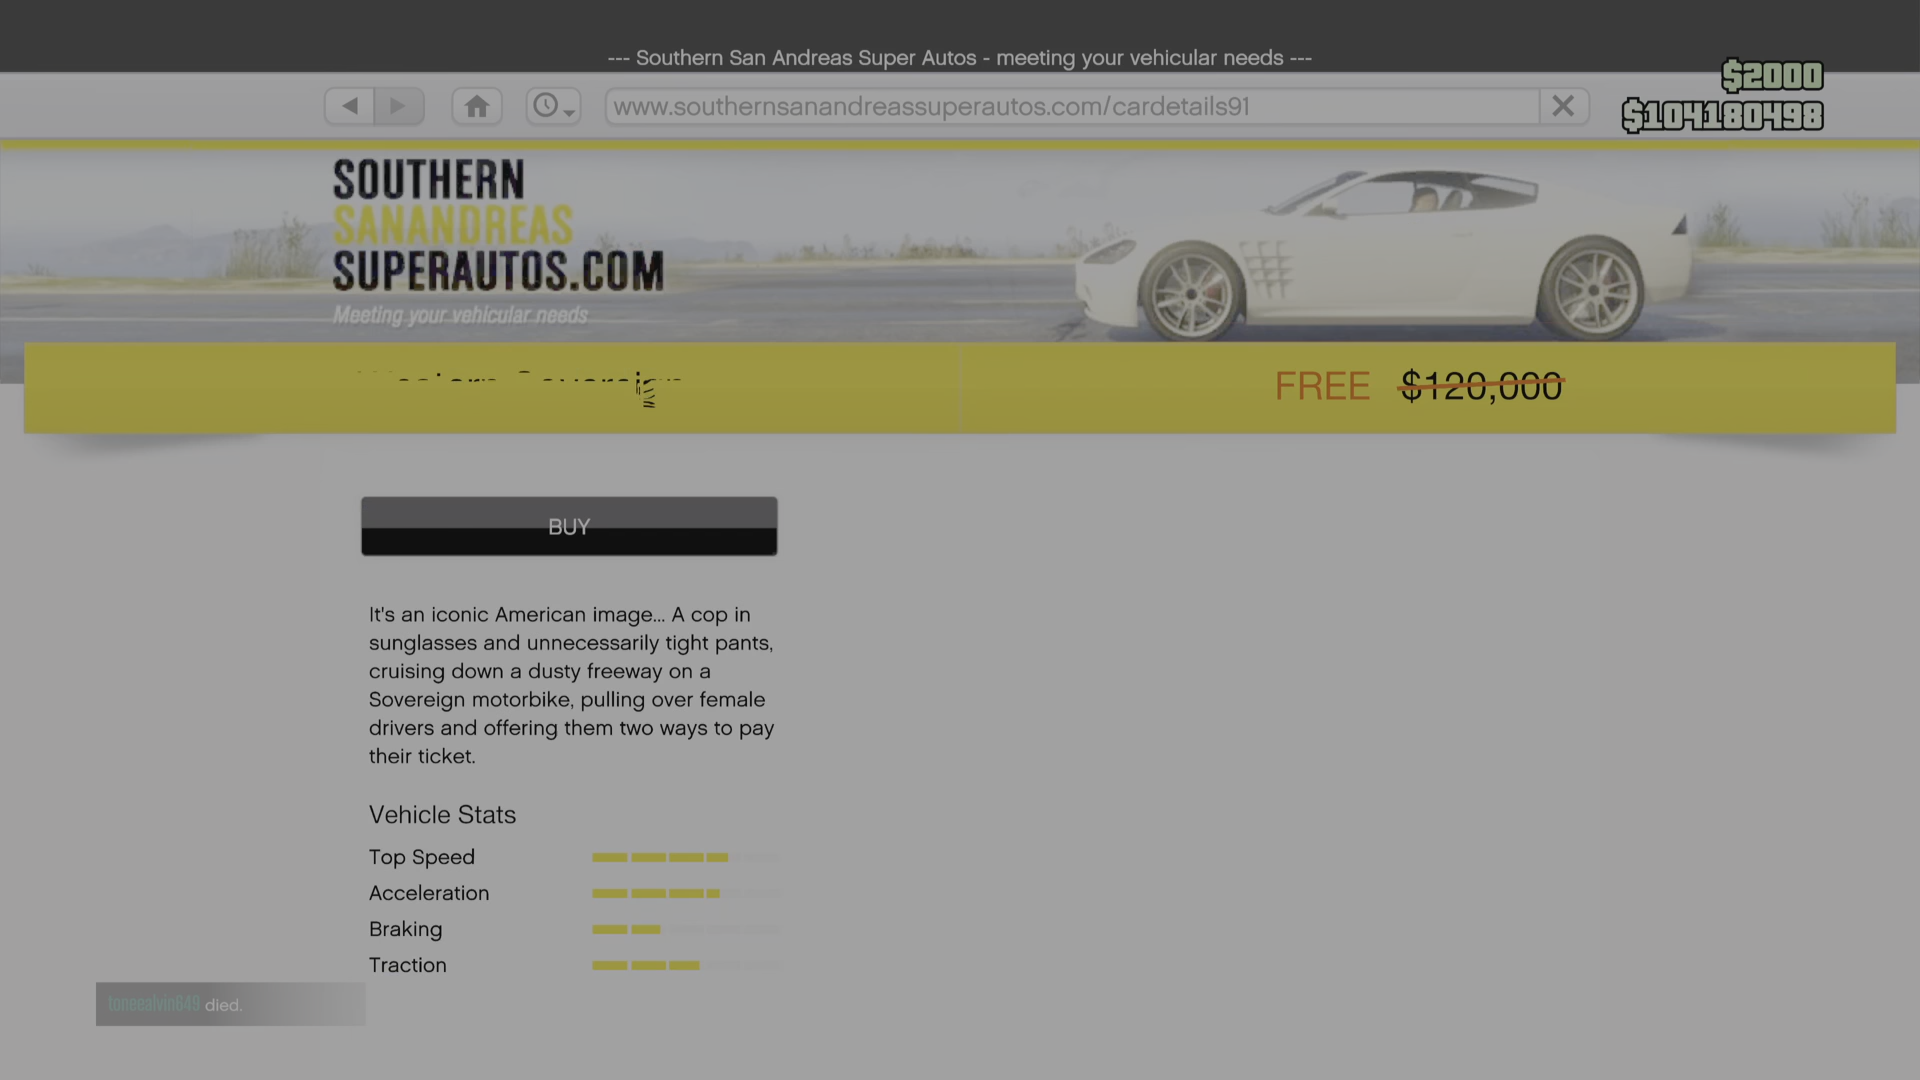 --- Southern San Andreas Super Autos - meeting your vehicular needs ---
$2000
www.southernsanandreassuperautos.com/cardetails91
$104180498
SOUTHERN
SANANDREAS
SUPERAUTOS.COM
Meeting your vehicular needs
FREE $120,000
BUY
It's an iconic American image... A cop in
sunglasses and unnecessarily tight pants,
cruising down a dusty freeway on a
Sovereign motorbike, pulling over female
drivers and offering them two ways to pay
their ticket.
Vehicle Stats
Top Speed
Acceleration
Braking
Traction
died.